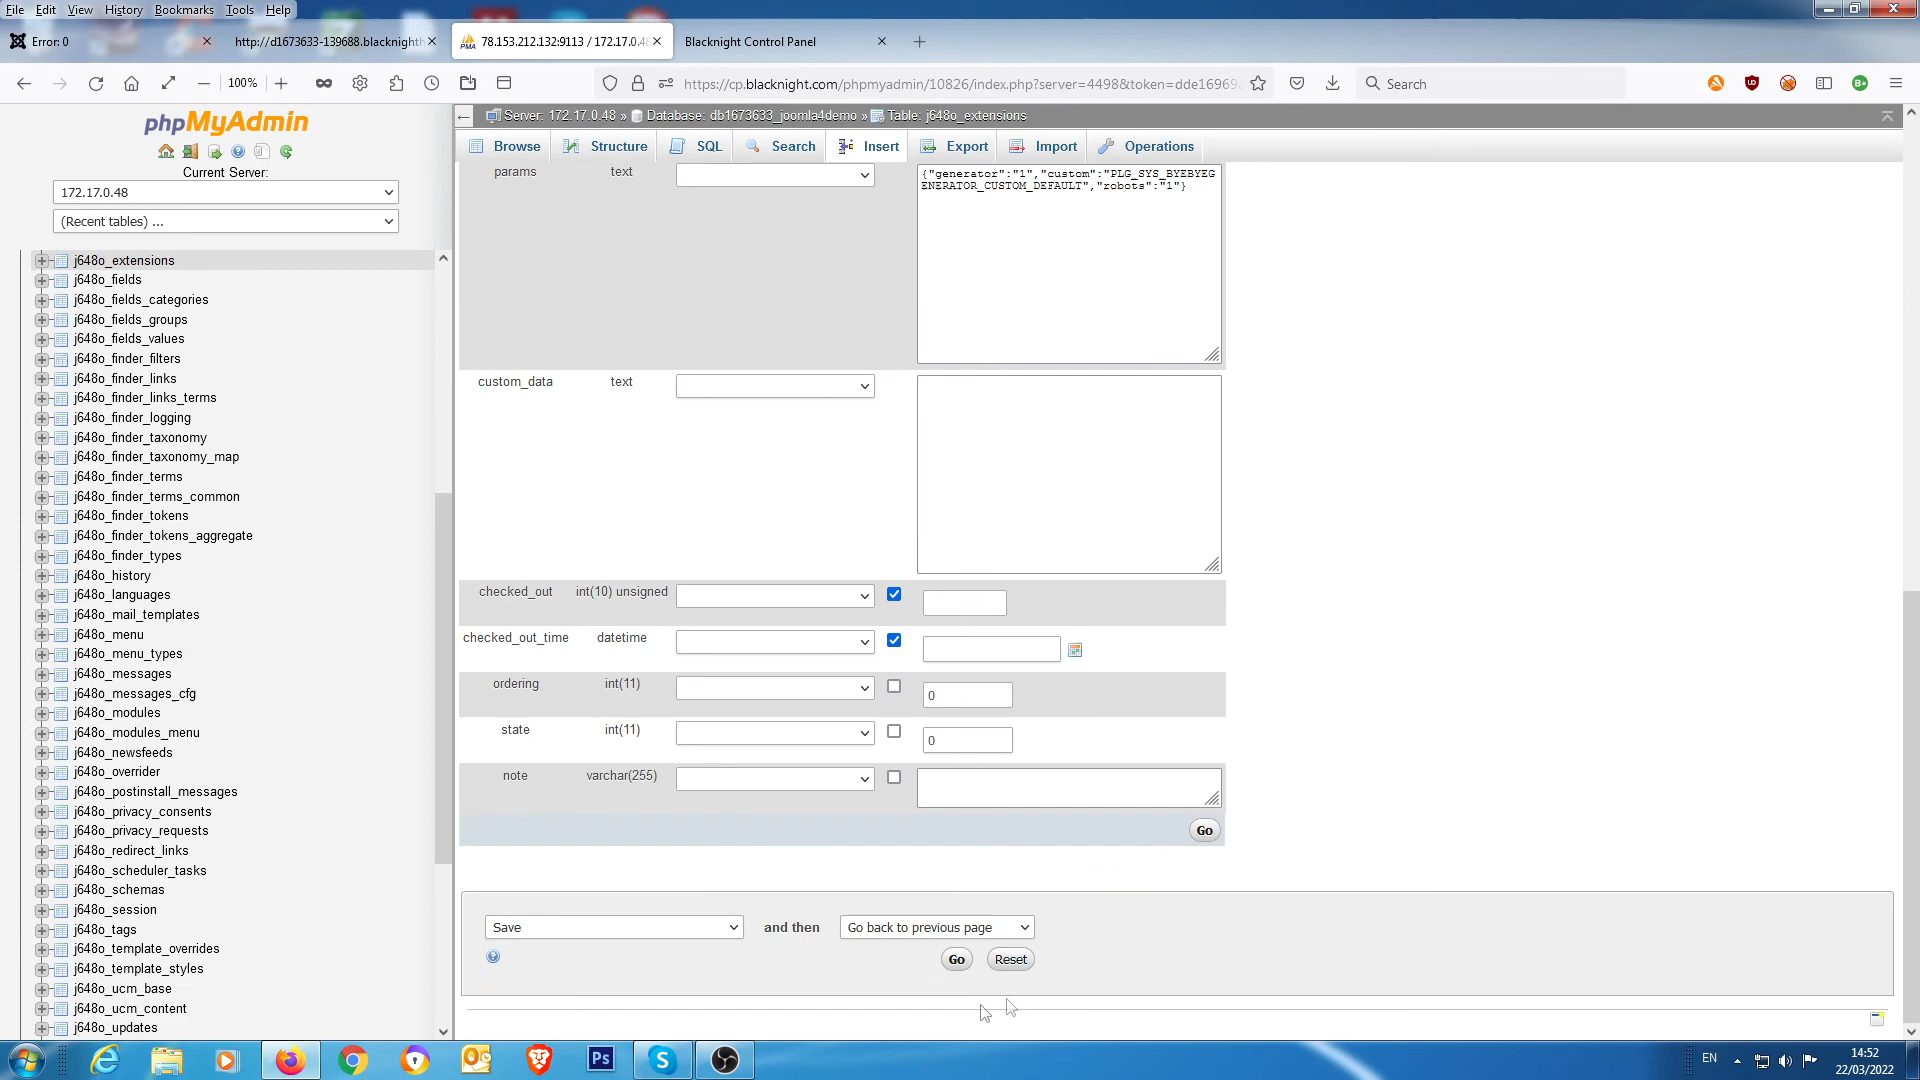 File Edit View History Bookmarks Tools Help
Error: 0
http://d1673633-139688.blacknighth
PMA 78.153.212.132:9113 / 172.17.0.48
Blacknight Control Panel
100%
https://cp.blacknight.com/phpmyadmin/10826/index.php?server=4498&token=dde16969
Search
phpMyAdmin
Current Server:
172.17.0.48
(Recent tables) ...
j648o_extensions
j648o_fields
j648o_fields_categories
j648o_fields_groups
j648o_fields_values
j648o_finder_filters
j648o_finder_links
j648o_finder_links_terms
j648o_finder_logging
j648o_finder_taxonomy
j648o_finder_taxonomy_map
j648o_finder_terms
j648o_finder_terms_common
j648o_finder_tokens
j648o_finder_tokens_aggregate
j648o_finder_types
j648o_history
j648o_languages
j648o_mail_templates
j648o_menu
j648o_menu_types
j648o_messages
j648o_messages_cfg
j648o_modules
j648o_modules_menu
j648o_newsfeeds
j648o_overrider
j648o_postinstall_messages
j648o_privacy_consents
j648o_privacy_requests
j648o_redirect_links
j648o_scheduler_tasks
j648o_schemas
j648o_session
j648o_tags
j648o_template_overrides
j648o_template_styles
j648o_ucm_base
j648o_ucm_content
j648o_updates
Server: 172.17.0.48 » Database: db1673633_joomla4demo » Table: j648o_extensions
Browse Structure SQL Search Insert Export Import Operations
params text
{"generator":"1","custom":"PLG_SYS_BYEBYEG
ENERATOR_CUSTOM_DEFAULT","robots":"1"}
custom_data text
checked_out int(10) unsigned
checked_out_time datetime
ordering int(11) 0
state int(11) 0
note varchar(255)
Go
Save and then Go back to previous page
Go Reset
Ps
EN
14:52
22/03/2022